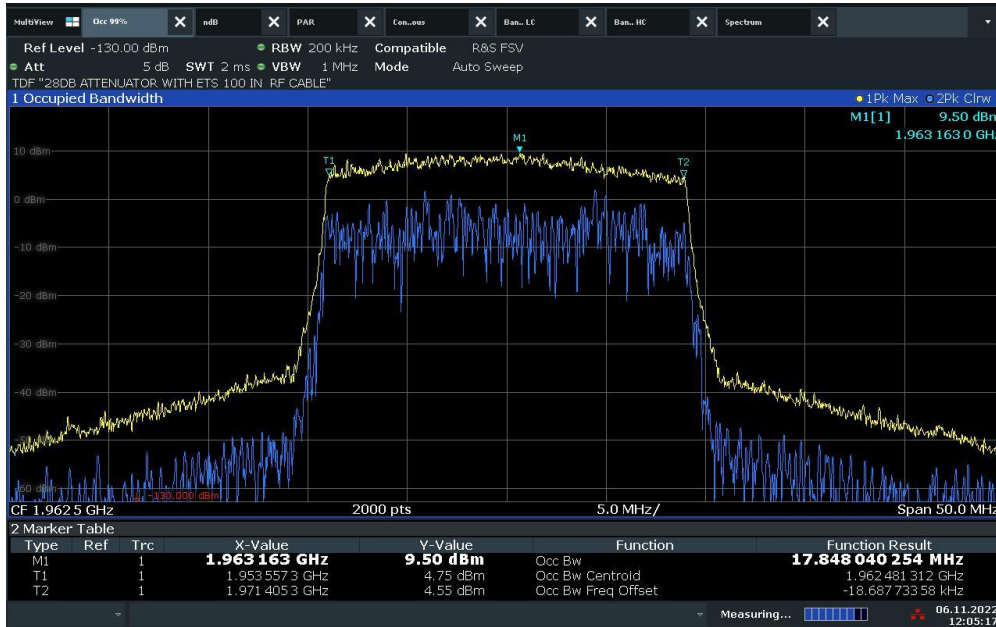 MultiView Occ 99% ndB PAR Con..ous Ban.. LC Ban.. HC Spectrum
Ref Level -130.00 dBm RBW 200 kHz Compatible R&S FSV
Att 5 dB SWT 2 ms VBW 1 MHz Mode Auto Sweep
TDF "28DB ATTENUATOR WITH ETS 100 IN RF CABLE"
1 Occupied Bandwidth 1Pk Max 2Pk Clrw
M1[1] 9.50 dBm
1.963 163 0 GHz
M1
10 dBm
T1 T2
0 dBm
-10 dBm
-20 dBm
-30 dBm
-40 dBm
-130.000 dBm
CF 1.962 5 GHz 2000 pts 5.0 MHz/ Span 50.0 MHz
2 Marker Table
Type Ref Trc X-Value Y-Value Function Function Result
M1 1 1.963 163 GHz 9.50 dBm Occ Bw 17.848 040 254 MHz
T1 1 1.953 557 3 GHz 4.75 dBm Occ Bw Centroid 1.962 481 312 GHz
T2 1 1.971 405 3 GHz 4.55 dBm Occ Bw Freq Offset -18.687 733 58 kHz
Measuring... 06.11.2022
12:05:17